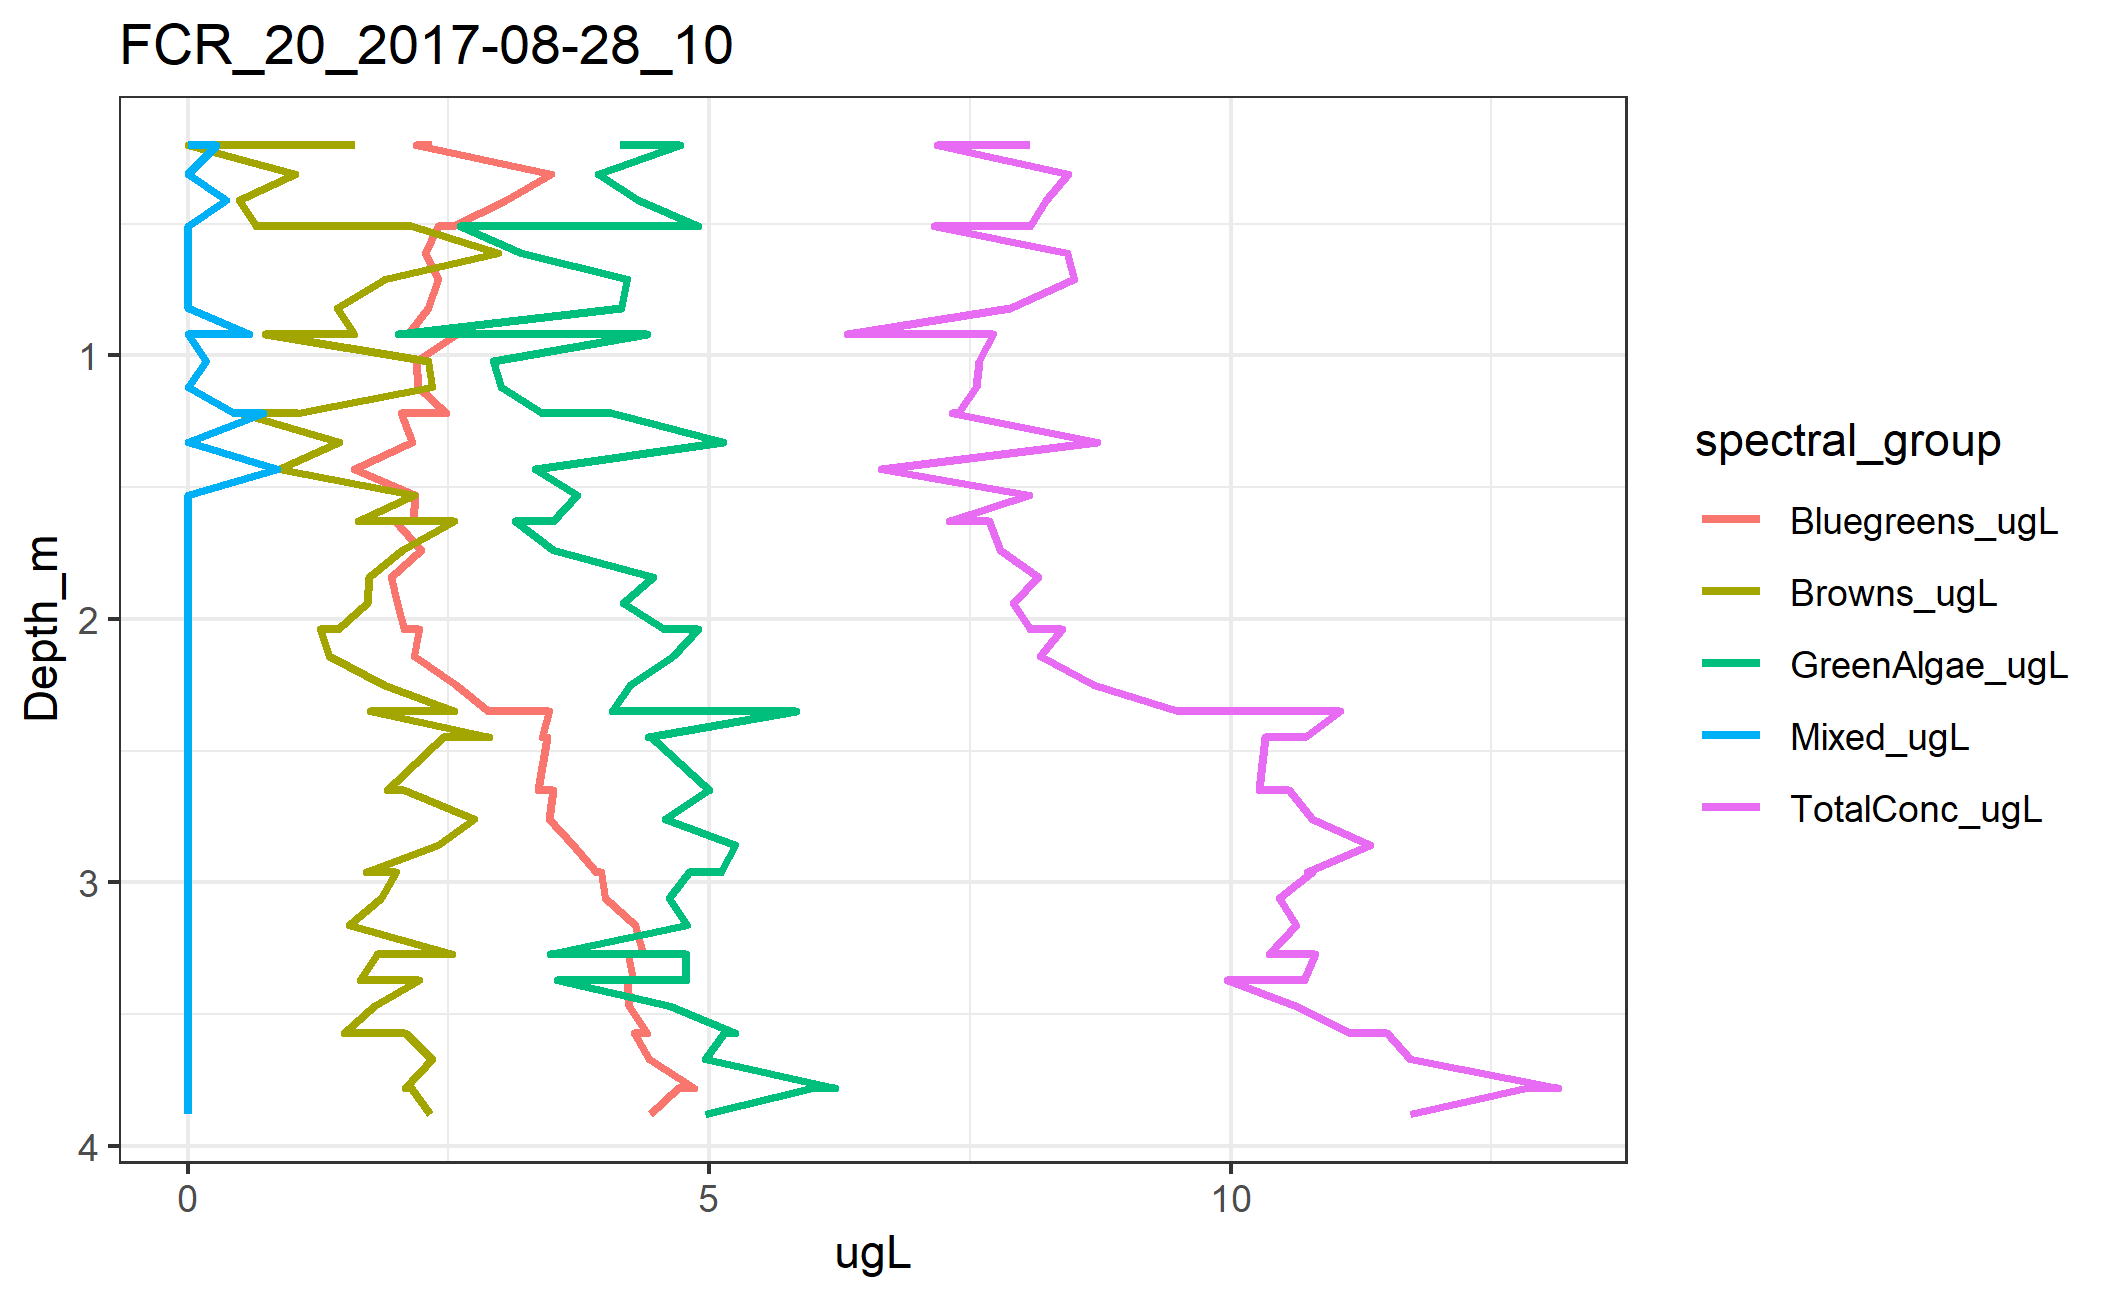 FCR_20_2017-08-28_10
Depth_m
1
2
3
4
0
5
10
ugL
spectral_group
Bluegreens_ugL
Browns_ugL
GreenAlgae_ugL
Mixed_ugL
TotalConc_ugL